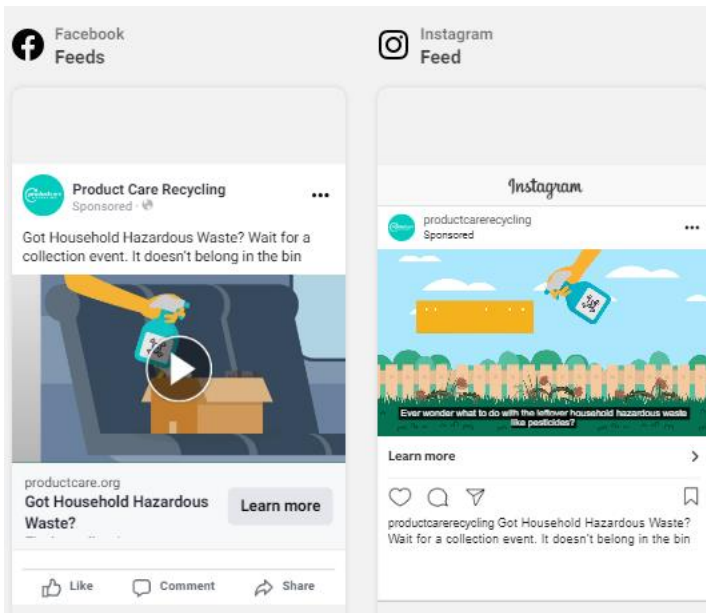 Facebook
Feeds
Product Care Recycling
Sponsored ·
Got Household Hazardous Waste? Wait for a
collection event. It doesn't belong in the bin
productcare.org
Got Household Hazardous
Waste?
Learn more
Like
Comment
Share
Instagram
Feed
Instagram
productcarerecycling
Sponsored
Ever wonder what to do with the leftover household hazardous waste
like pesticides?
Learn more
productcarerecycling Got Household Hazardous Waste?
Wait for a collection event. It doesn't belong in the bin